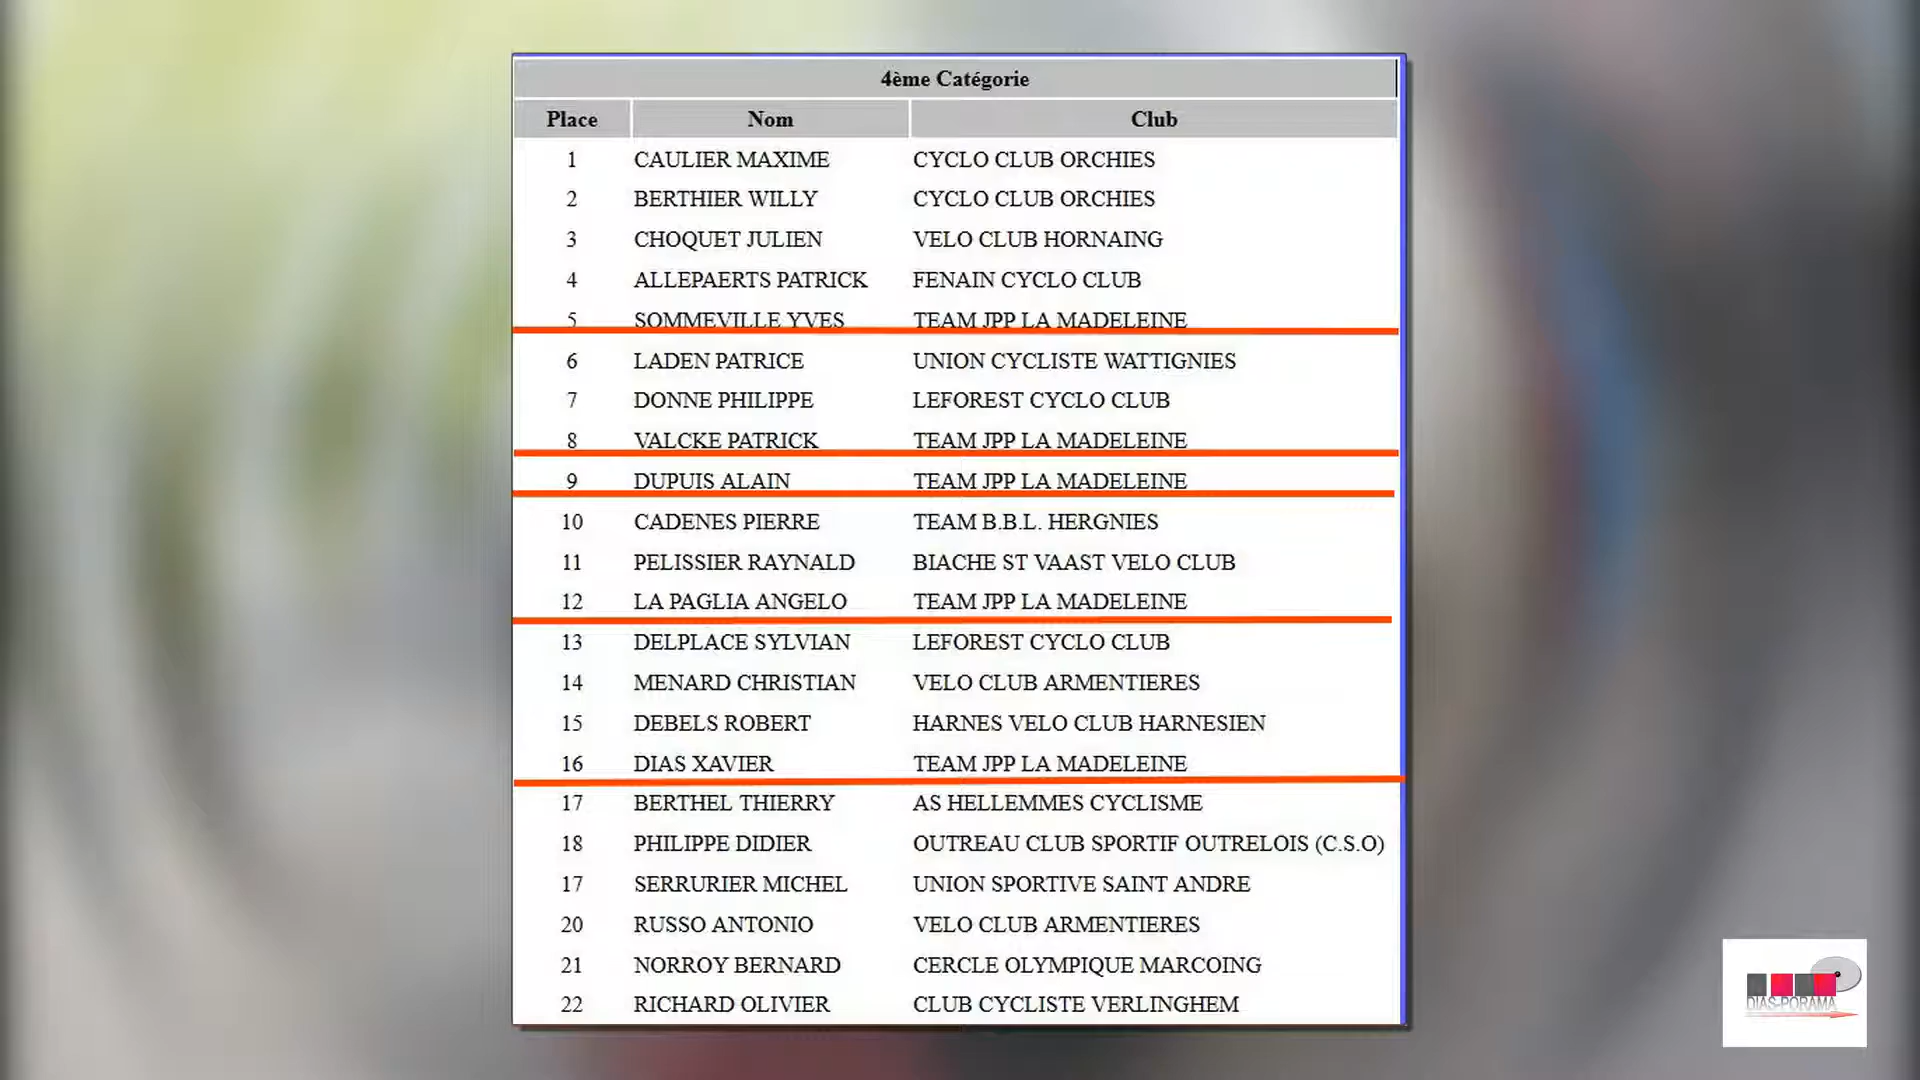 4ème Catégorie
Place Nom Club
1 CAULIER MAXIME CYCLO CLUB ORCHIES
2 BERTHIER WILLY CYCLO CLUB ORCHIES
3 CHOQUET JULIEN VELO CLUB HORNAING
4 ALLEPAERTS PATRICK FENAIN CYCLO CLUB
5 SOMMEVILLE YVES TEAM JPP LA MADELEINE
6 LADEN PATRICE UNION CYCLISTE WATTIGNIES
7 DONNE PHILIPPE LEFOREST CYCLO CLUB
8 VALCKE PATRICK TEAM JPP LA MADELEINE
9 DUPUIS ALAIN TEAM JPP LA MADELEINE
10 CADENES PIERRE TEAM B.B.L. HERGNIES
11 PELISSIER RAYNALD BIACHE ST VAAST VELO CLUB
12 LA PAGLIA ANGELO TEAM JPP LA MADELEINE
13 DELPLACE SYLVIAN LEFOREST CYCLO CLUB
14 MENARD CHRISTIAN VELO CLUB ARMENTIERES
15 DEBELS ROBERT HARNES VELO CLUB HARNESIEN
16 DIAS XAVIER TEAM JPP LA MADELEINE
17 BERTHEL THIERRY AS HELLEMMES CYCLISME
18 PHILIPPE DIDIER OUTREAU CLUB SPORTIF OUTRELOIS (C.S.O)
17 SERRURIER MICHEL UNION SPORTIVE SAINT ANDRE
20 RUSSO ANTONIO VELO CLUB ARMENTIERES
21 NORROY BERNARD CERCLE OLYMPIQUE MARCOING
22 RICHARD OLIVIER CLUB CYCLISTE VERLINGHEM
DIAS-PORAMA